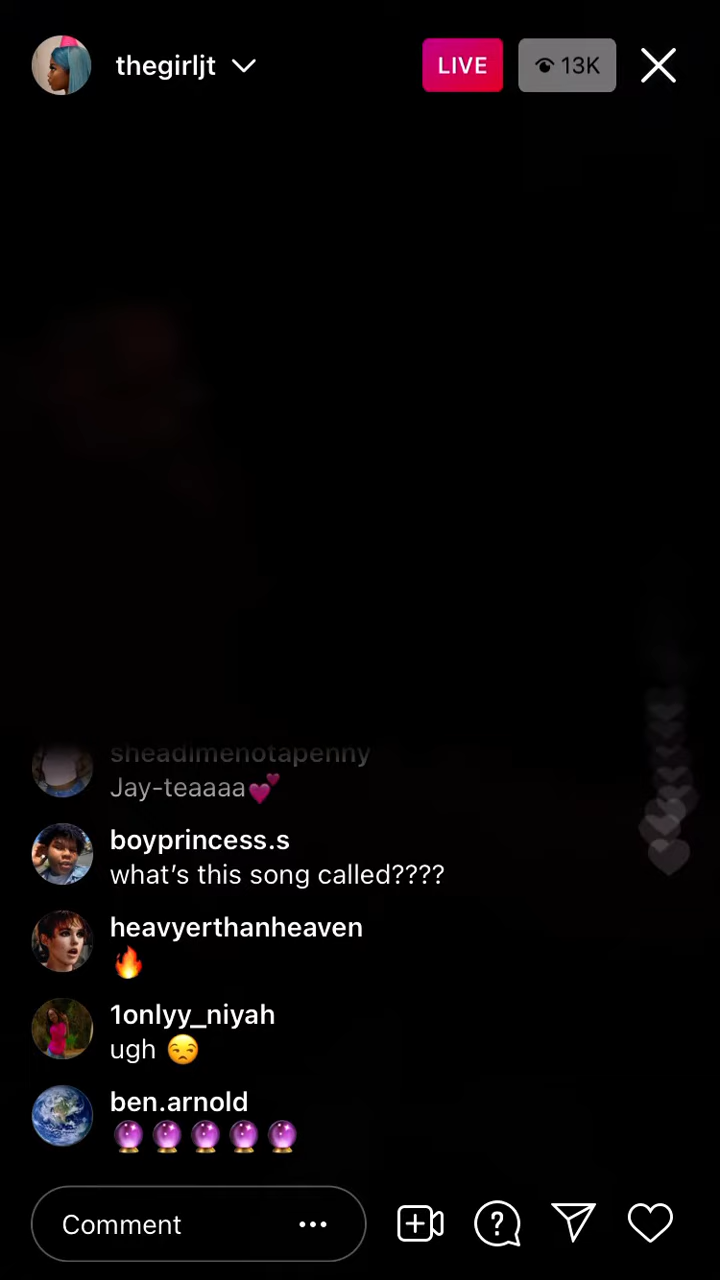 thegirljt
LIVE
13K
sheadimenotapenny
Jay-teaaaa💕
boyprincess.s
what's this song called????
heavyerthanheaven
🔥
1onlyy_niyah
ugh 😒
ben.arnold
🔮🔮🔮🔮🔮
Comment